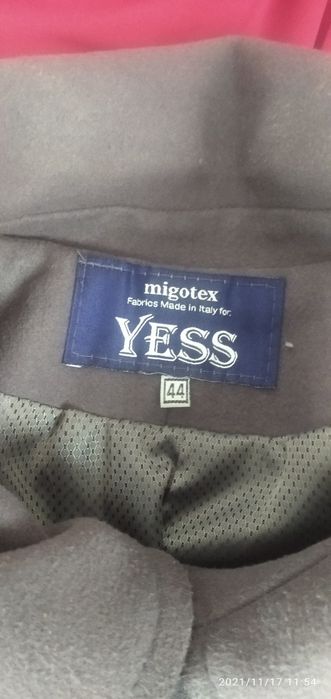 migotex
Fabrics Made in Italy for:
YESS
44
2021/11/17 11:54